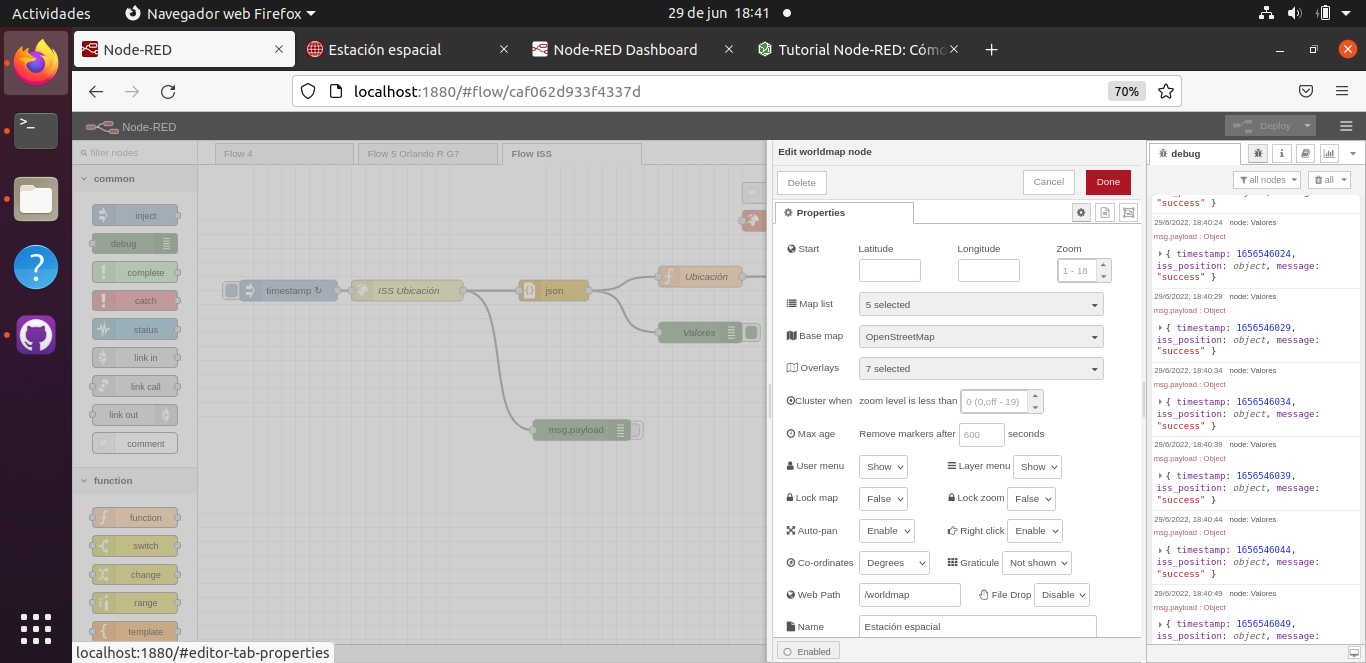 Actividades
Navegador web Firefox
29 de jun 18:41
Node-RED
Estación espacial
Node-RED Dashboard
Tutorial Node-RED: Cómo
localhost:1880/#flow/caf062d933f4337d
70%
Node-RED
Deploy
filter nodes
Flow 4
Flow 5 Orlando R G7
Flow ISS
common
inject
debug
complete
catch
status
link in
link call
link out
comment
function
function
switch
change
range
template
timestamp ↻
ISS Ubicación
json
Ubicación
Valores
msg.payload
Edit worldmap node
Delete
Cancel
Done
Properties
Start
Latitude
Longitude
Zoom
1 - 18
Map list
5 selected
Base map
OpenStreetMap
Overlays
7 selected
Cluster when zoom level is less than
0 (0,off - 19)
Max age
Remove markers after 600 seconds
User menu
Show
Layer menu
Show
Lock map
False
Lock zoom
False
Auto-pan
Enable
Right click
Enable
Co-ordinates
Degrees
Graticule
Not shown
Web Path
/worldmap
File Drop
Disable
Name
Estación espacial
Enabled
debug
all nodes
all
"success" }
29/6/2022, 18:40:24 node: Valores
msg.payload : Object
{ timestamp: 1656546024,
iss_position: object, message:
"success" }
29/6/2022, 18:40:29 node: Valores
msg.payload : Object
{ timestamp: 1656546029,
iss_position: object, message:
"success" }
29/6/2022, 18:40:34 node: Valores
msg.payload : Object
{ timestamp: 1656546034,
iss_position: object, message:
"success" }
29/6/2022, 18:40:39 node: Valores
msg.payload : Object
{ timestamp: 1656546039,
iss_position: object, message:
"success" }
29/6/2022, 18:40:44 node: Valores
msg.payload : Object
{ timestamp: 1656546044,
iss_position: object, message:
"success" }
29/6/2022, 18:40:49 node: Valores
msg.payload : Object
{ timestamp: 1656546049,
iss_position: object, message:
localhost:1880/#editor-tab-properties